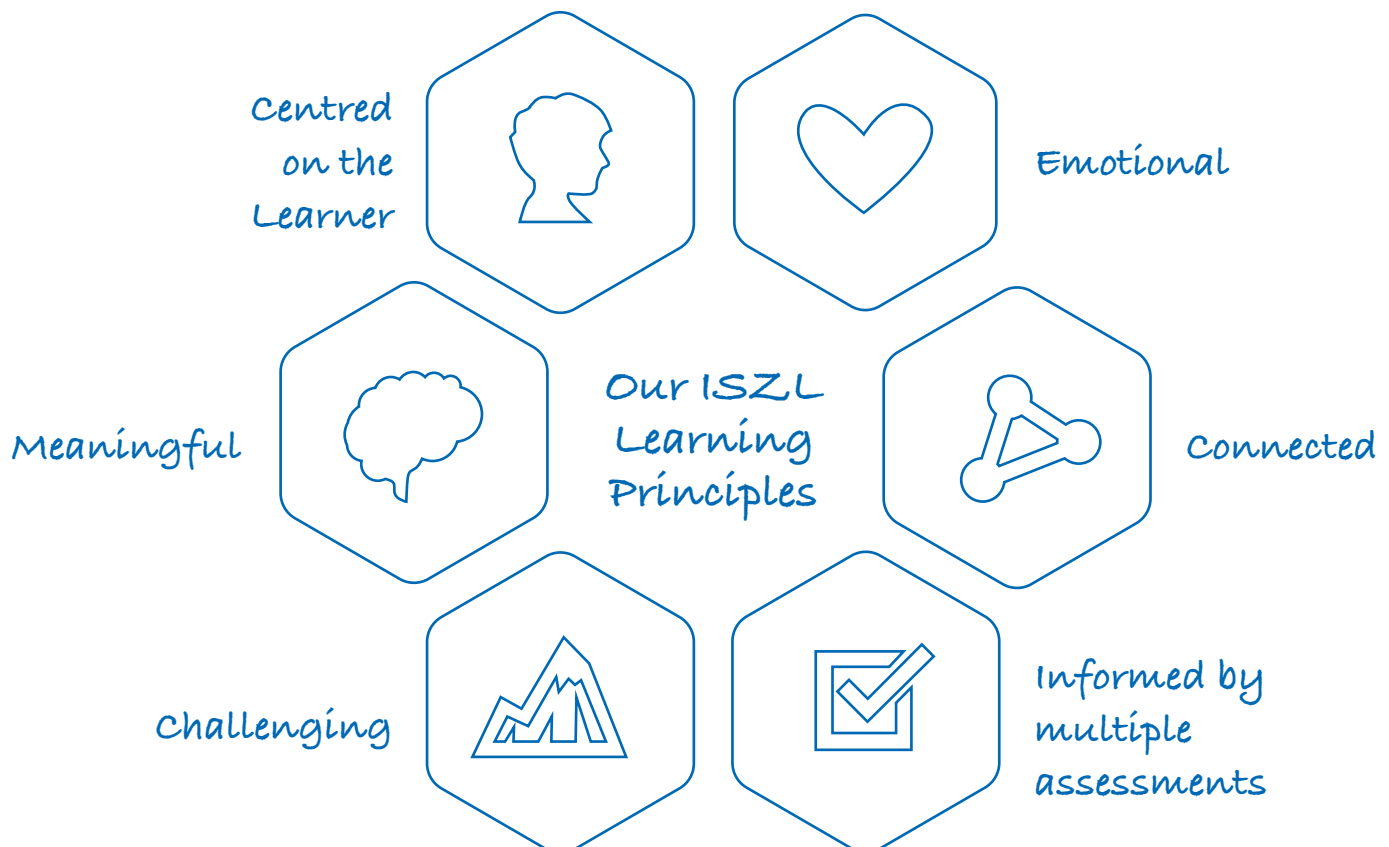 Centred
on the
Learner
Emotional
Meaningful
Our ISZL
Learning
Principles
Connected
Challenging
Informed by
multiple
assessments